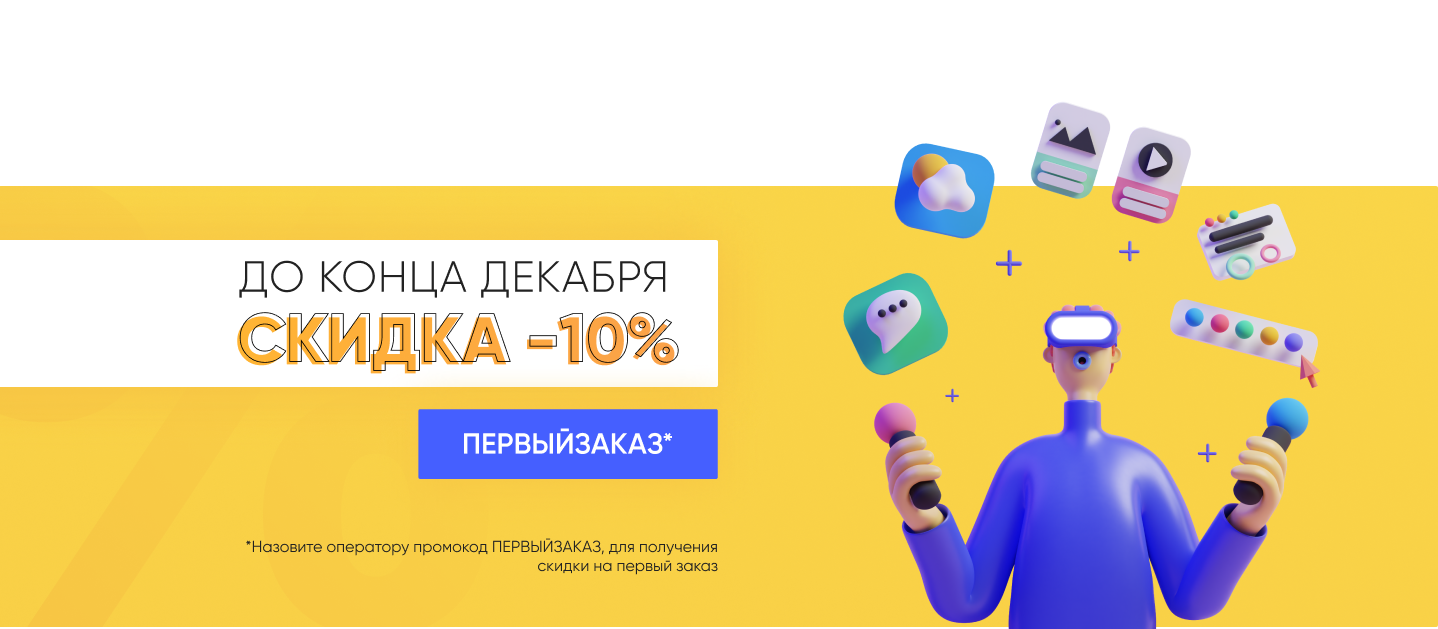 ДО КОНЦА ДЕКАБРЯ
СКИДКА -10%
ПЕРВЫЙЗАКАЗ*
*Назовите оператору промокод ПЕРВЫЙЗАКАЗ, для получения
скидки на первый заказ